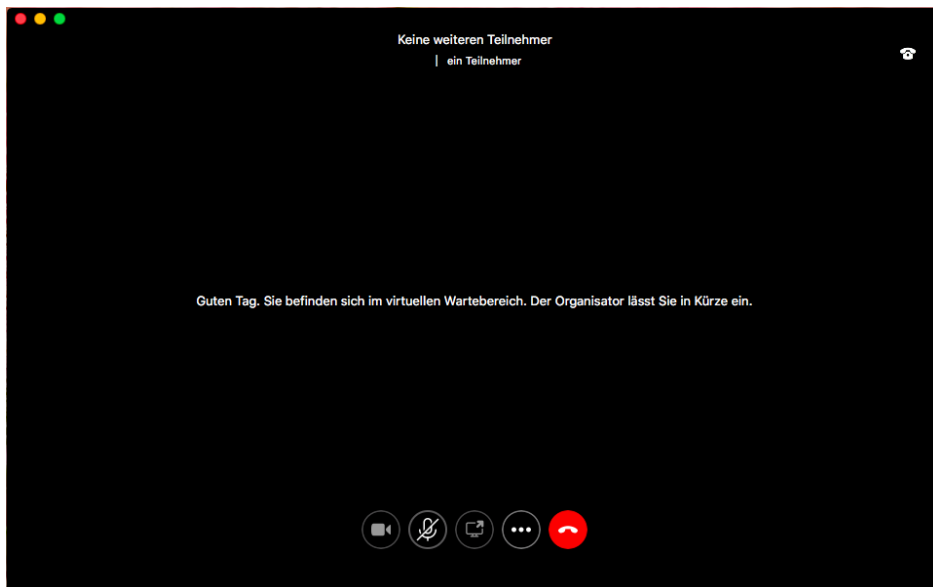 Keine weiteren Teilnehmer
| ein Teilnehmer
Guten Tag. Sie befinden sich im virtuellen Wartebereich. Der Organisator lässt Sie in Kürze ein.